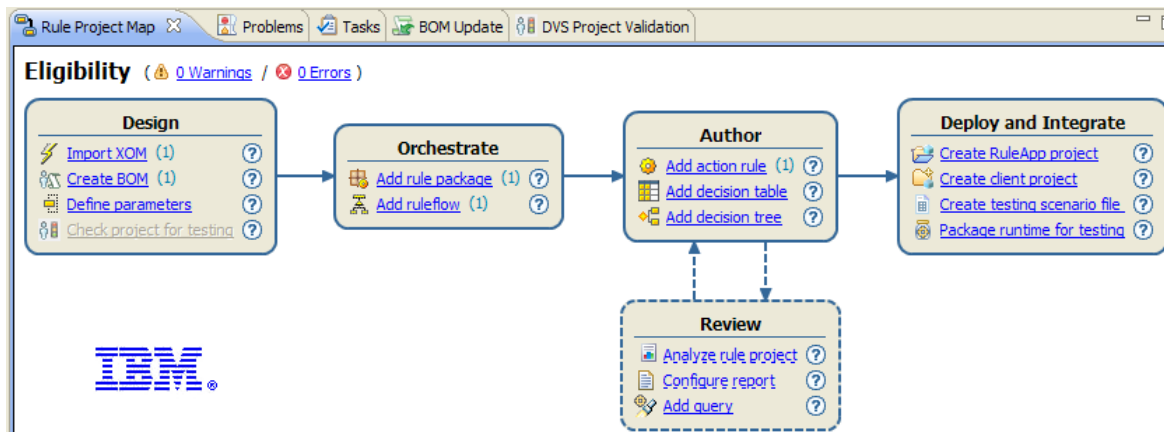 Rule Project Map Problems Tasks BOM Update DVS Project Validation
Eligibility ( 0 Warnings / 0 Errors )
Design
Import XOM (1) ?
Create BOM (1) ?
Define parameters ?
Check project for testing ?
Orchestrate
Add rule package (1) ?
Add ruleflow (1) ?
Author
Add action rule (1) ?
Add decision table ?
Add decision tree ?
Deploy and Integrate
Create RuleApp project ?
Create client project ?
Create testing scenario file ?
Package runtime for testing ?
Review
Analyze rule project ?
Configure report ?
Add query ?
IBM®